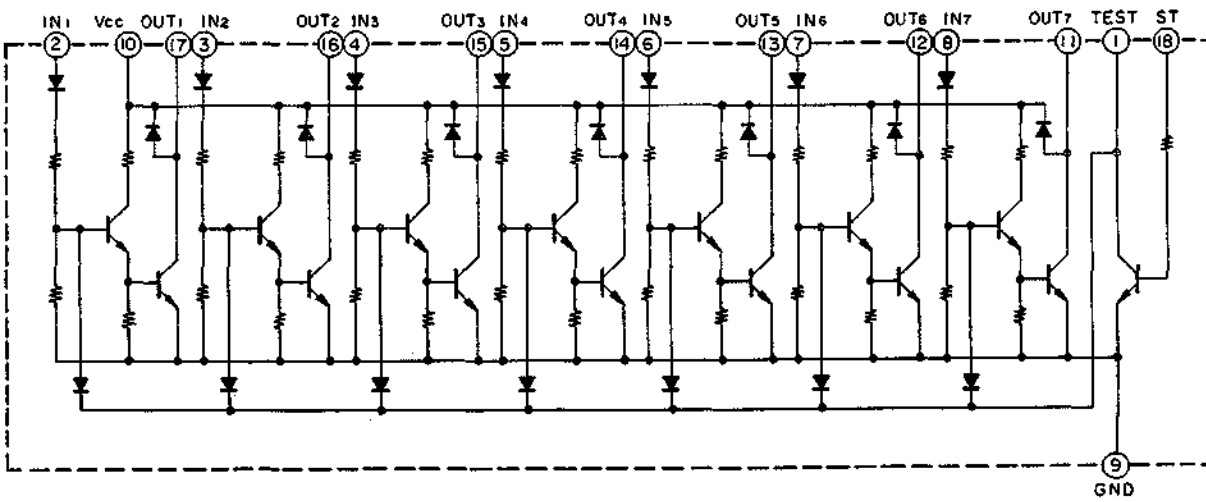 IN1 Vcc OUT1 IN2 OUT2 IN3 OUT3 IN4 OUT4 IN5 OUT5 IN6 OUT6 IN7 OUT7 TEST ST
2 10 17 3 16 4 15 5 14 6 13 7 12 8 11 1 18
9
GND